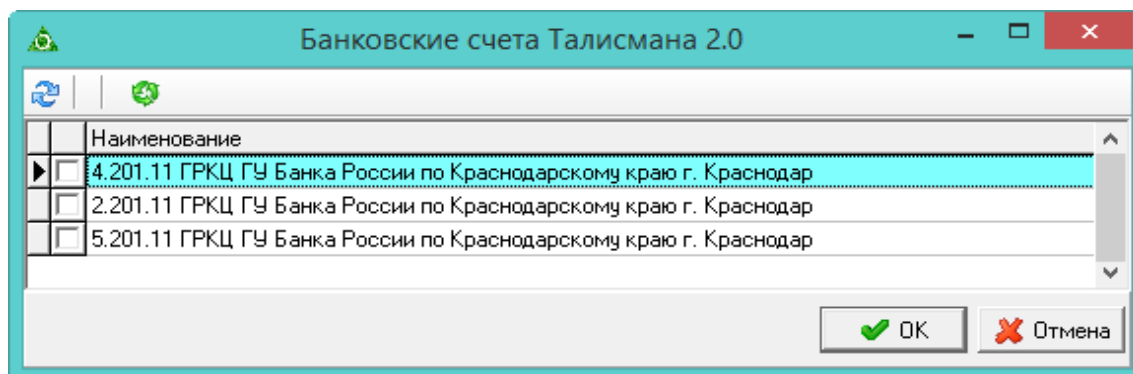 Банковские счета Талисмана 2.0
Наименование
4.201.11 ГРКЦ ГУ Банка России по Краснодарскому краю г. Краснодар
2.201.11 ГРКЦ ГУ Банка России по Краснодарскому краю г. Краснодар
5.201.11 ГРКЦ ГУ Банка России по Краснодарскому краю г. Краснодар
OK Отмена